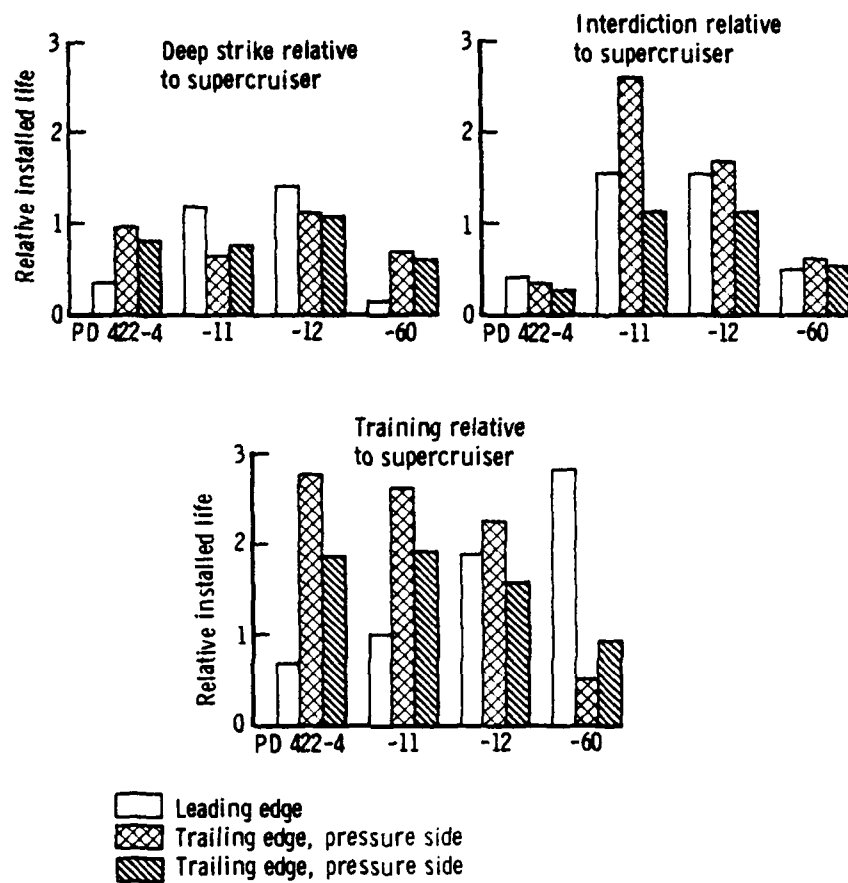 Deep strike relative
to supercruiser
Relative installed life
3
2
1
0
PD 422-4 -11 -12 -60
Interdiction relative
to supercruiser
3
2
1
0
PD 422-4 -11 -12 -60
Training relative
to supercruiser
Relative installed life
3
2
1
0
PD 422-4 -11 -12 -60
Leading edge
Trailing edge, pressure side
Trailing edge, pressure side